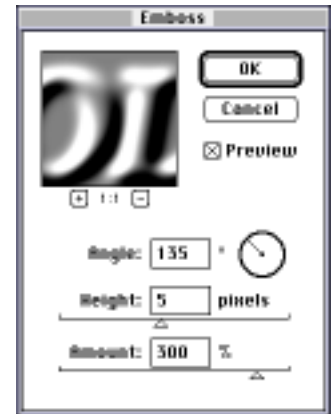 Emboss
OK
Cancel
Preview
+ 1:1 -
Angle: 135 °
Height: 5 pixels
Amount: 300 %